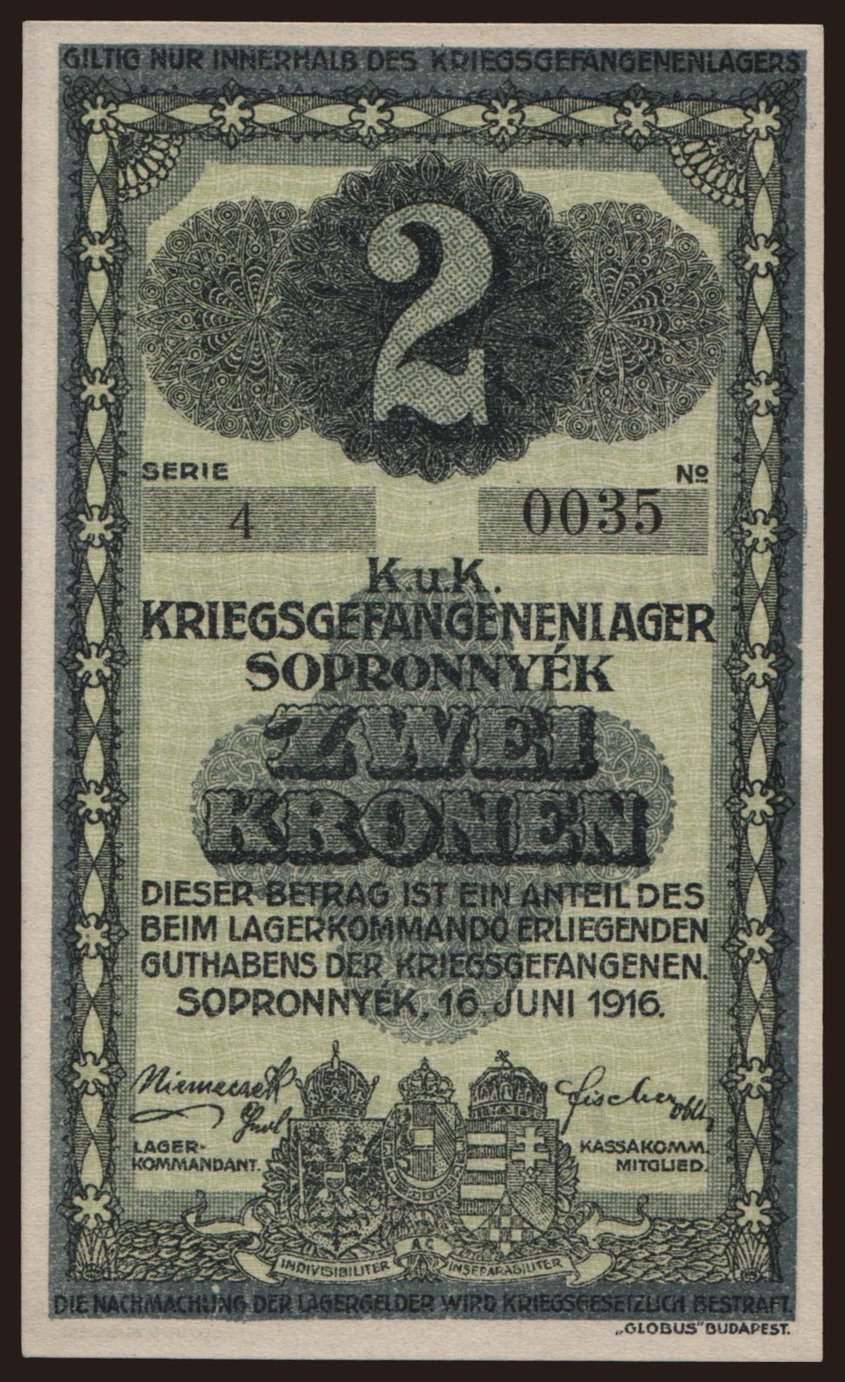 GILTIG NUR INNERHALB DES KRIEGSGEFANGENENLAGERS
2
SERIE No
4 0035
K.u.K.
KRIEGSGEFANGENENLAGER
SOPRONNYÉK
ZWEI
KRONEN
DIESER BETRAG IST EIN ANTEIL DES
BEIM LAGERKOMMANDO ERLIEGENDEN
GUTHABENS DER KRIEGSGEFANGENEN.
SOPRONNYÉK, 16. JUNI 1916.
Fischer
LAGER-
KOMMANDANT.
KASSAKOMM.
MITGLIED.
INDIVISIBILITER AC INSEPARABILITER
DIE NACHMACHUNG DER LAGERGELDER WIRD KRIEGSGESETZLICH BESTRAFT.
„GLOBUS" BUDAPEST.